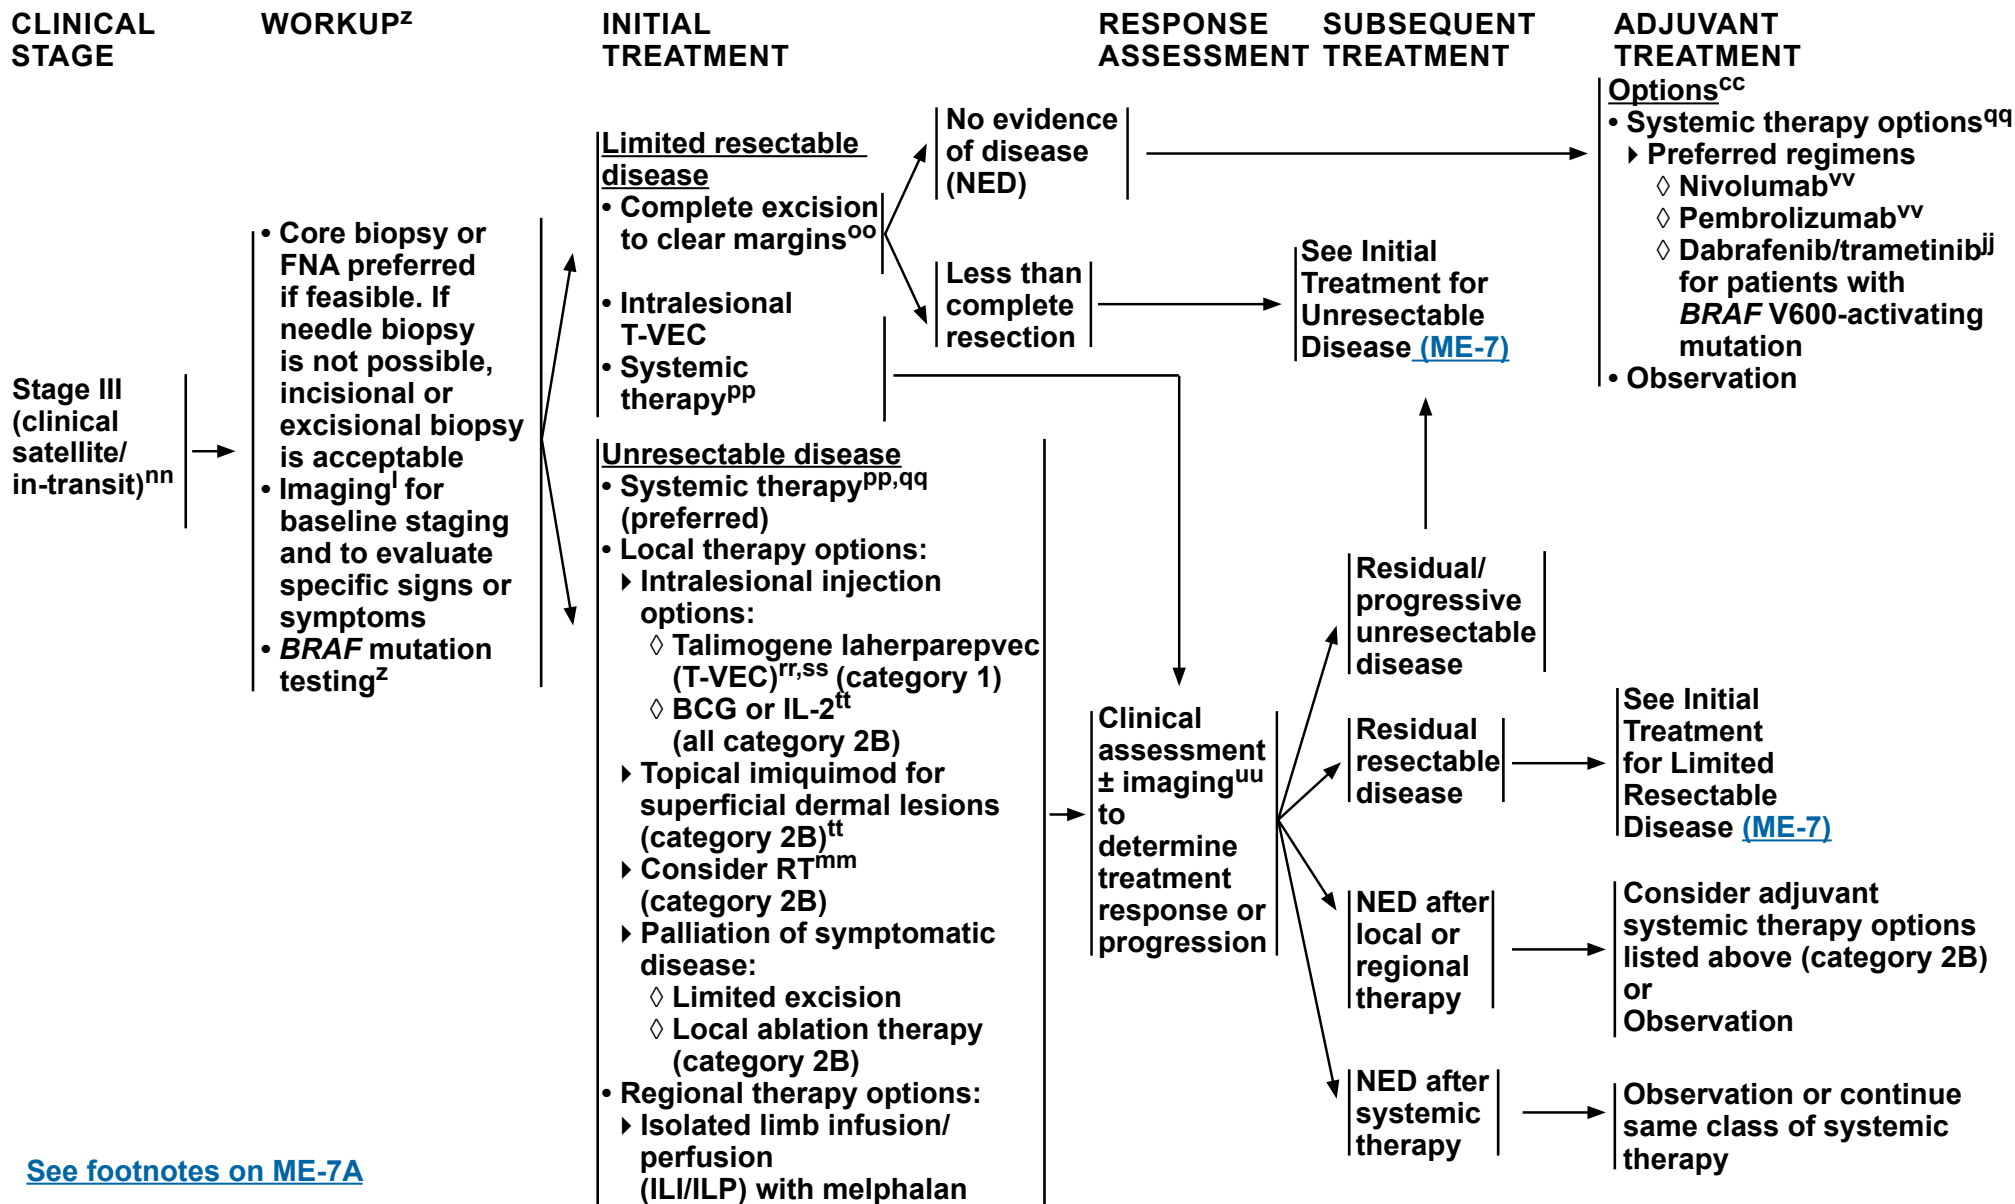 CLINICAL
STAGE
WORKUPz
INITIAL
TREATMENT
RESPONSE
ASSESSMENT
SUBSEQUENT
TREATMENT
ADJUVANT
TREATMENT
Stage III
(clinical
satellite/
in-transit)nn
• Core biopsy or
FNA preferred
if feasible. If
needle biopsy
is not possible,
incisional or
excisional biopsy
is acceptable
• Imagingl for
baseline staging
and to evaluate
specific signs or
symptoms
• BRAF mutation
testingz
Limited resectable
disease
• Complete excision
to clear marginsoo
• Intralesional
T-VEC
• Systemic
therapypp
Unresectable disease
• Systemic therapypp,qq
(preferred)
• Local therapy options:
▸ Intralesional injection
options:
◊ Talimogene laherparepvec
(T-VEC)rr,ss (category 1)
◊ BCG or IL-2tt
(all category 2B)
▸ Topical imiquimod for
superficial dermal lesions
(category 2B)tt
▸ Consider RTmm
(category 2B)
▸ Palliation of symptomatic
disease:
◊ Limited excision
◊ Local ablation therapy
(category 2B)
• Regional therapy options:
▸ Isolated limb infusion/
perfusion
(ILI/ILP) with melphalan
No evidence
of disease
(NED)
Less than
complete
resection
Clinical
assessment
± imaginguu
to
determine
treatment
response or
progression
See Initial
Treatment for
Unresectable
Disease (ME-7)
Residual/
progressive
unresectable
disease
Residual
resectable
disease
NED after
local or
regional
therapy
NED after
systemic
therapy
Optionscc
• Systemic therapy optionsqq
▸ Preferred regimens
◊ Nivolumabvv
◊ Pembrolizumabvv
◊ Dabrafenib/trametinibjj
for patients with
BRAF V600-activating
mutation
• Observation
See Initial
Treatment
for Limited
Resectable
Disease (ME-7)
Consider adjuvant
systemic therapy options
listed above (category 2B)
or
Observation
Observation or continue
same class of systemic
therapy
See footnotes on ME-7A